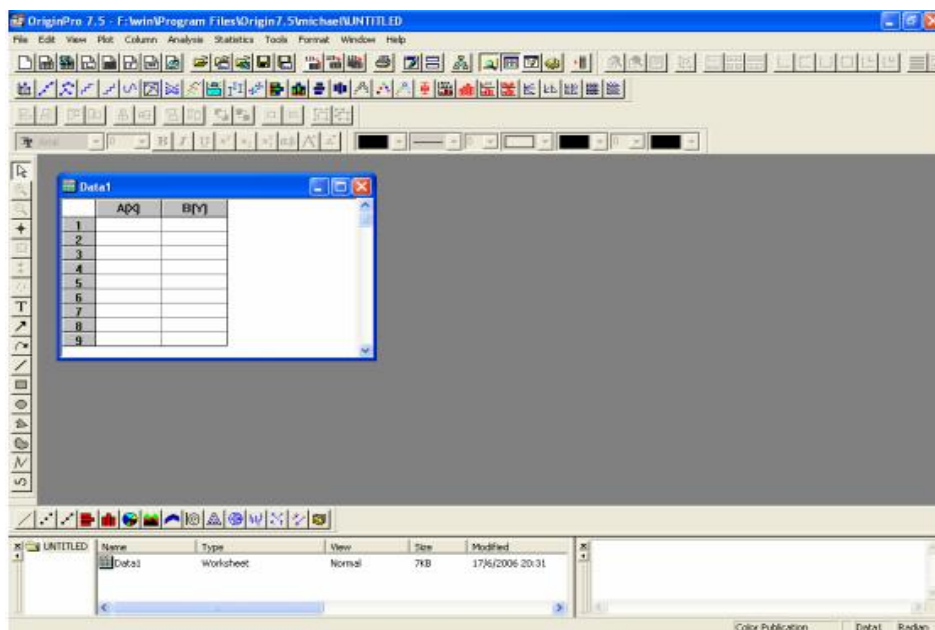 OriginPro 7.5 - F:\win\Program Files\Origin7.5\michael\UNTITLED
File Edit View Plot Column Analysis Statistics Tools Format Window Help
Data1
A[X] B[Y]
1
2
3
4
5
6
7
8
9
UNTITLED Name Type View Size Modified
Data1 Worksheet Normal 7KB 17/6/2006 20:31
Color Publication Data1 Radian